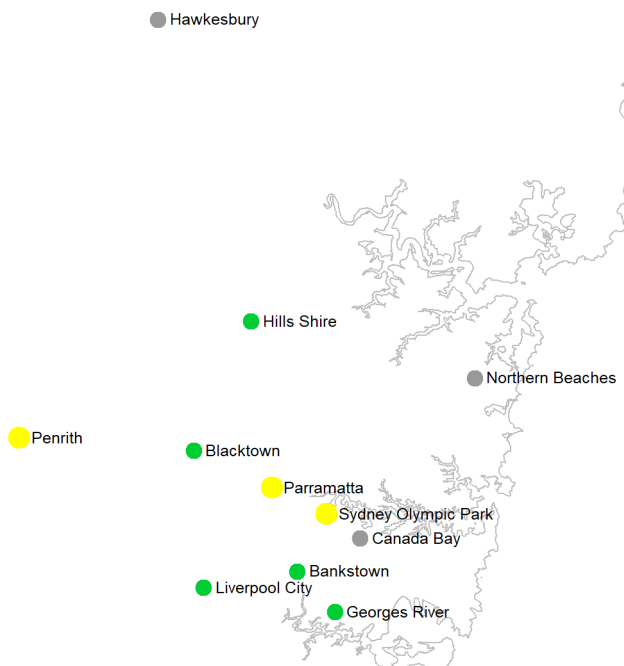 Hawkesbury
Hills Shire
Northern Beaches
Penrith
Blacktown
Parramatta
Sydney Olympic Park
Canada Bay
Bankstown
Liverpool City
Georges River